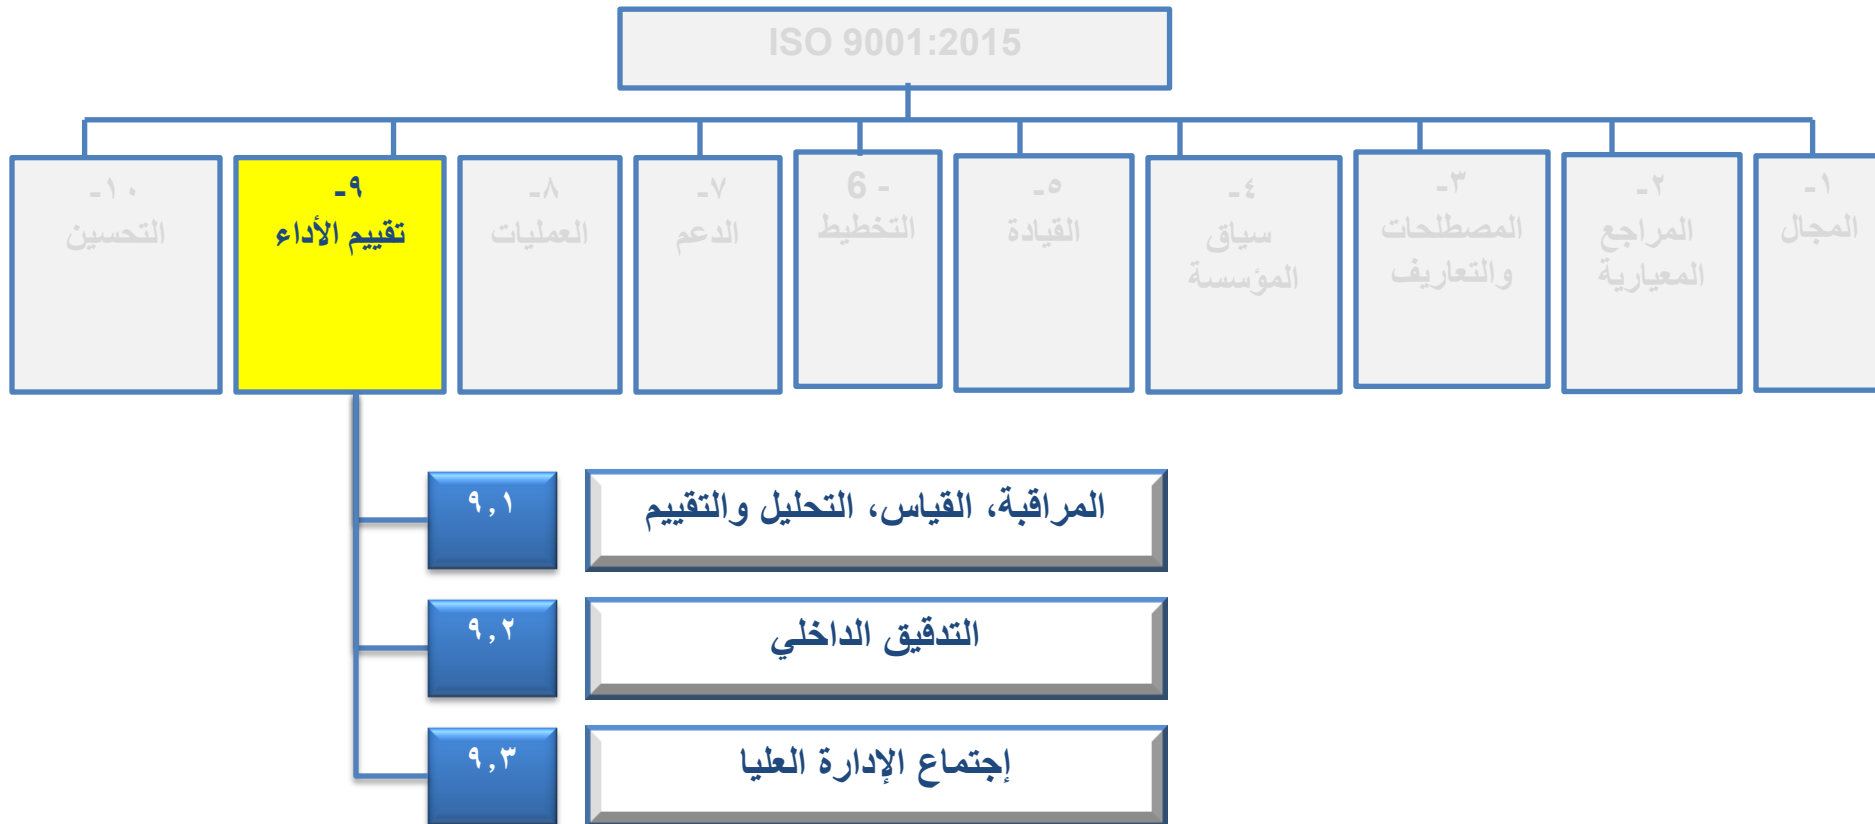 ISO 9001:2015
١-
المجال
٢-
المراجع
المعيارية
٣-
المصطلحات
والتعاريف
٤-
سياق
المؤسسة
٥-
القيادة
6 -
التخطيط
٧-
الدعم
٨-
العمليات
٩-
تقييم الأداء
١٠-
التحسين
٩,١
المراقبة، القياس، التحليل والتقييم
٩,٢
التدقيق الداخلي
٩,٣
إجتماع الإدارة العليا